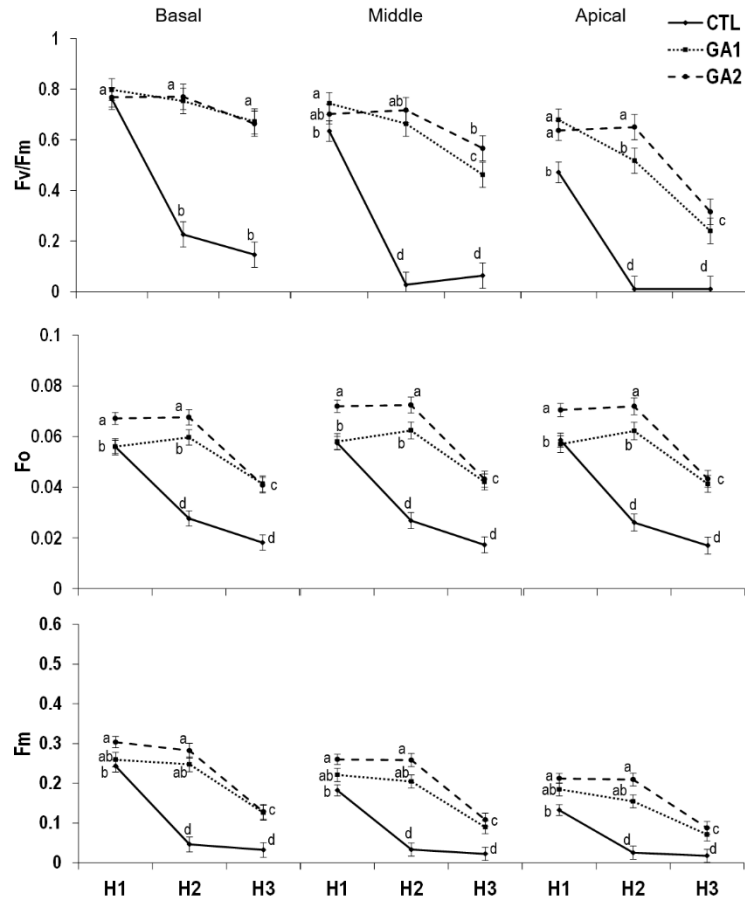 Basal Middle Apical
CTL
GA1
GA2
Fv/Fm
1
0.8
0.6
0.4
0.2
0
a a a
b b
a ab b
ab b c
d d
a a b
a b c
d d
Fo
0.1
0.08
0.06
0.04
0.02
0
a a
b b c
d d
a a
b b c
d d
a a
b b c
d d
Fm
0.6
0.5
0.4
0.3
0.2
0.1
0
a a
ab ab c
b d d
a a
ab ab c
b d d
a a
ab ab c
b d d
H1 H2 H3 H1 H2 H3 H1 H2 H3